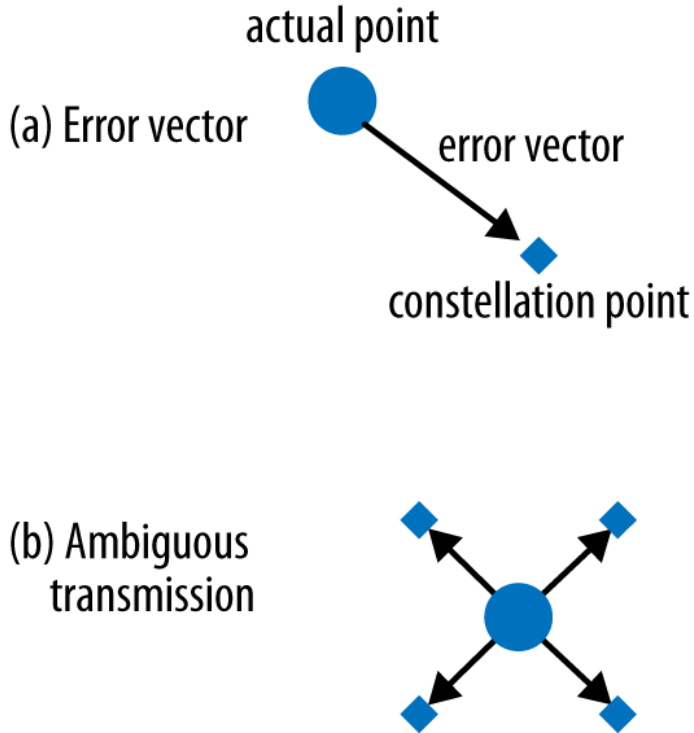 actual point
(a) Error vector
error vector
constellation point
(b) Ambiguous
transmission